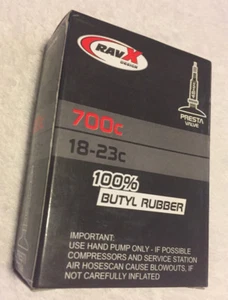 RAVX
DESIGN
PRESTA
VALVE
700c
18-23c
100%
BUTYL RUBBER
IMPORTANT:
USE HAND PUMP ONLY - IF POSSIBLE
COMPRESSORS AND SERVICE STATION
AIR HOSESCAN CAUSE BLOWOUTS, IF
NOT CAREFULLY INFLATED